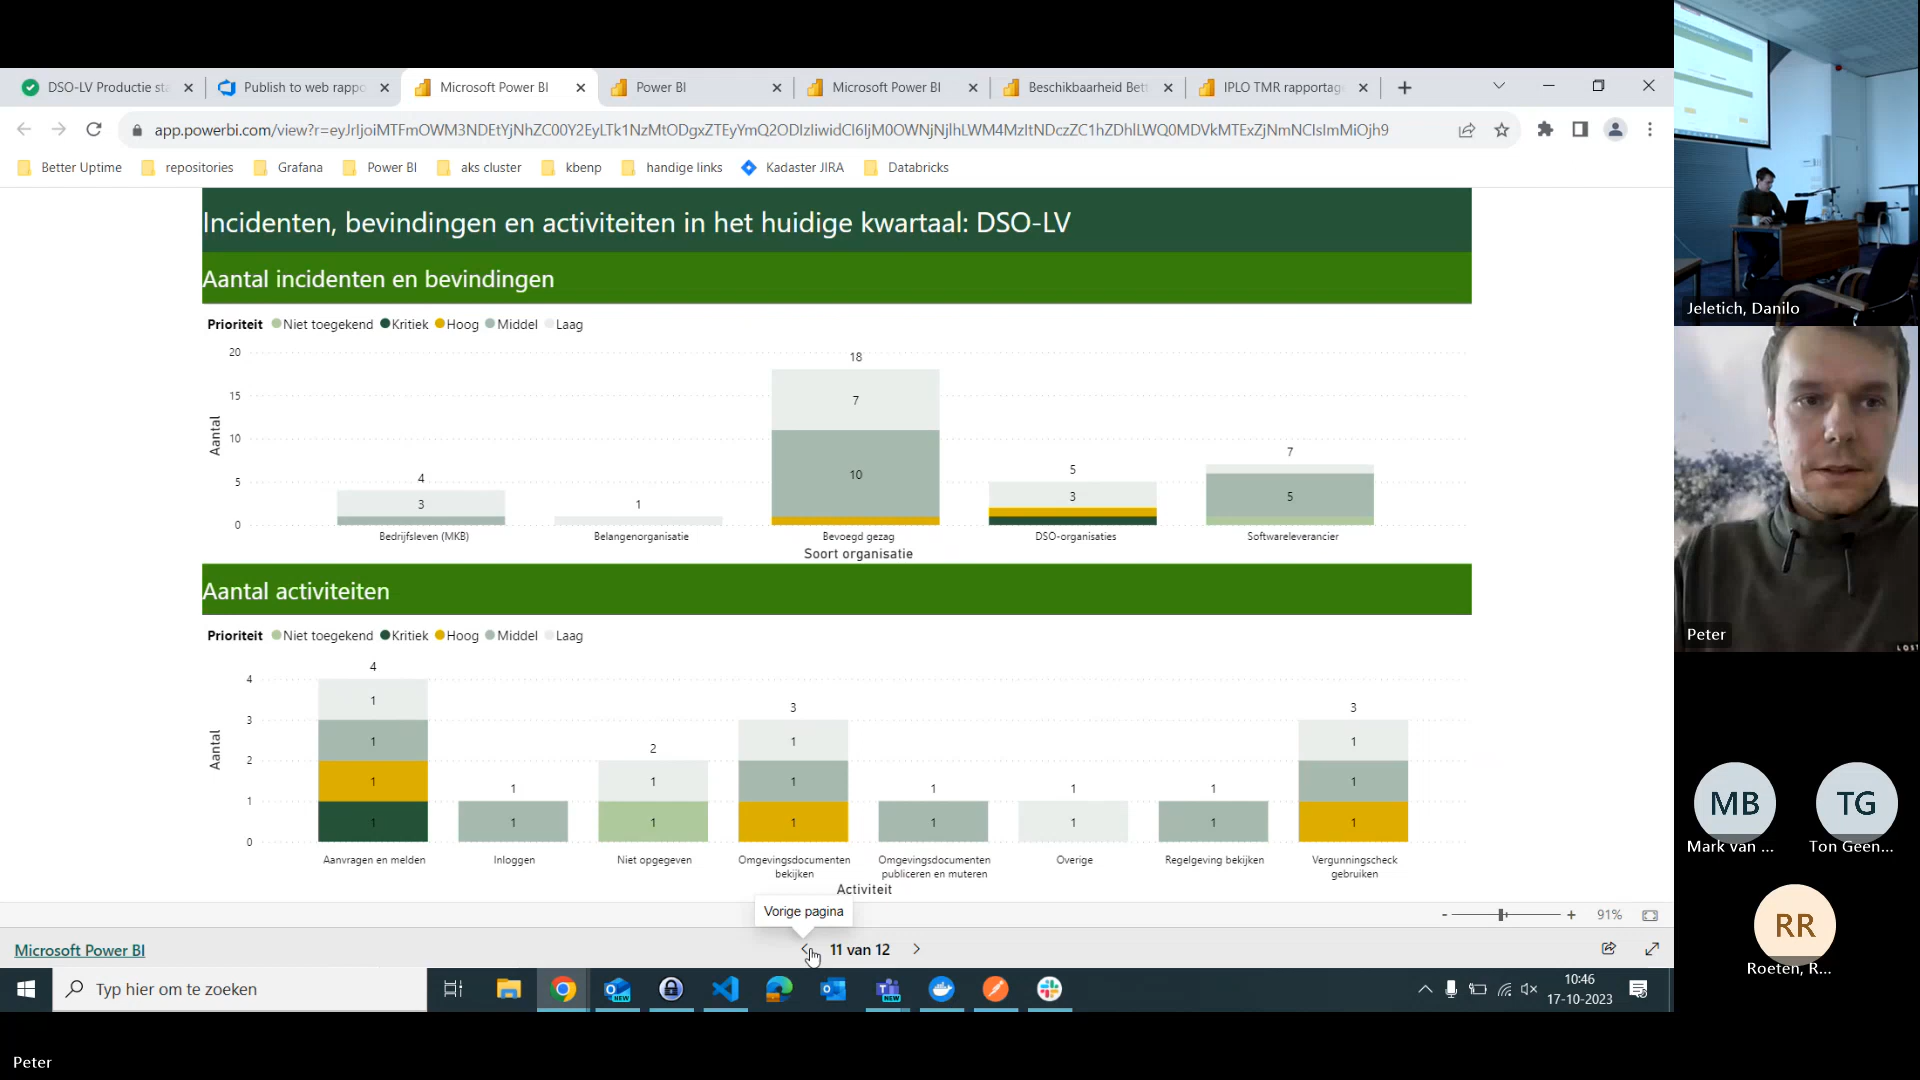 DSO-LV Productie sta
Publish to web rappo
Microsoft Power BI
Power BI
Microsoft Power BI
Beschikbaarheid Bett
IPLO TMR rapportag
app.powerbi.com/view?r=eyJrIjoiMTFmOWM3NDEtYjNhZC00Y2EyLTk1NzMtODgxZTEyYmQ2ODIzIiwidCI6IjM0OWNjNjlhLWM4MzItNDczZC1hZDhlLWQ0MDVkMTExZjNmNCIsImMiOjh9
Better Uptime
repositories
Grafana
Power BI
aks cluster
kbenp
handige links
Kadaster JIRA
Databricks
Incidenten, bevindingen en activiteiten in het huidige kwartaal: DSO-LV
Aantal incidenten en bevindingen
Prioriteit Niet toegekend Kritiek Hoog Middel Laag
20
15
10
5
0
Aantal
4
3
1
18
7
10
5
3
7
5
Bedrijfsleven (MKB)
Belangenorganisatie
Bevoegd gezag
DSO-organisaties
Softwareleverancier
Soort organisatie
Aantal activiteiten
Prioriteit Niet toegekend Kritiek Hoog Middel Laag
4
3
2
1
0
Aantal
4
1
1
1
1
1
1
2
1
1
3
1
1
1
1
1
1
1
1
1
3
1
1
1
Aanvragen en melden
Inloggen
Niet opgegeven
Omgevingsdocumenten
bekijken
Omgevingsdocumenten
publiceren en muteren
Overige
Regelgeving bekijken
Vergunningscheck
gebruiken
Activiteit
Vorige pagina
- + 91%
Microsoft Power BI
11 van 12
Typ hier om te zoeken
NEW
NEW
10:46
17-10-2023
Jeletich, Danilo
Peter
LOST
MB
TG
Mark van ...
Ton Geen...
RR
Roeten, R...
Peter